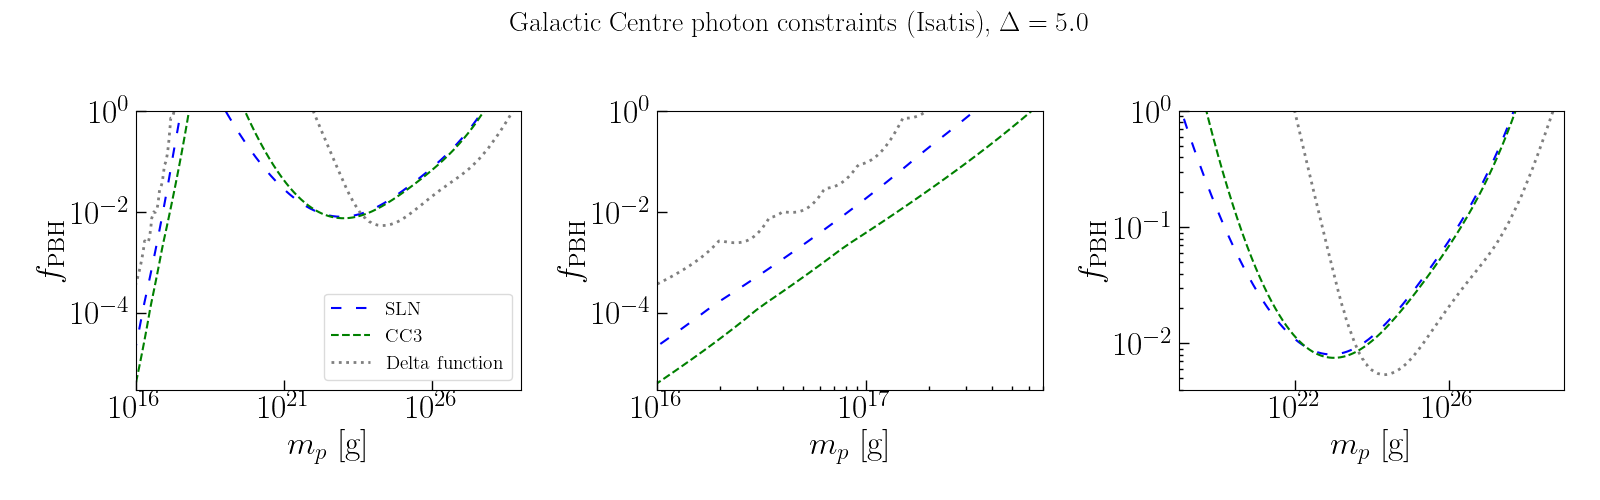 Galactic Centre photon constraints (Isatis), Δ = 5.0
f_PBH
10^0
10^−2
10^−4
10^16
10^21
10^26
m_p [g]
SLN
CC3
Delta function
f_PBH
10^0
10^−2
10^−4
10^16
10^17
m_p [g]
f_PBH
10^0
10^−1
10^−2
10^22
10^26
m_p [g]